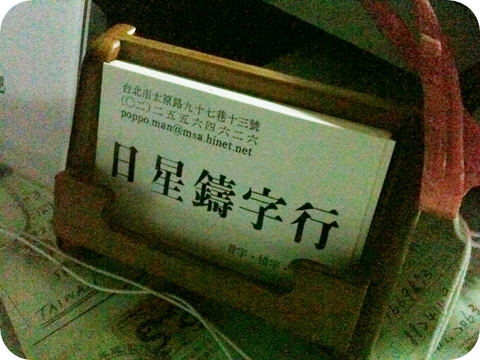 台北市太原路九十七巷十三號
(〇二)二五五六四六二六
poppo.man@msa.hinet.net
日星鑄字行
TAIWA